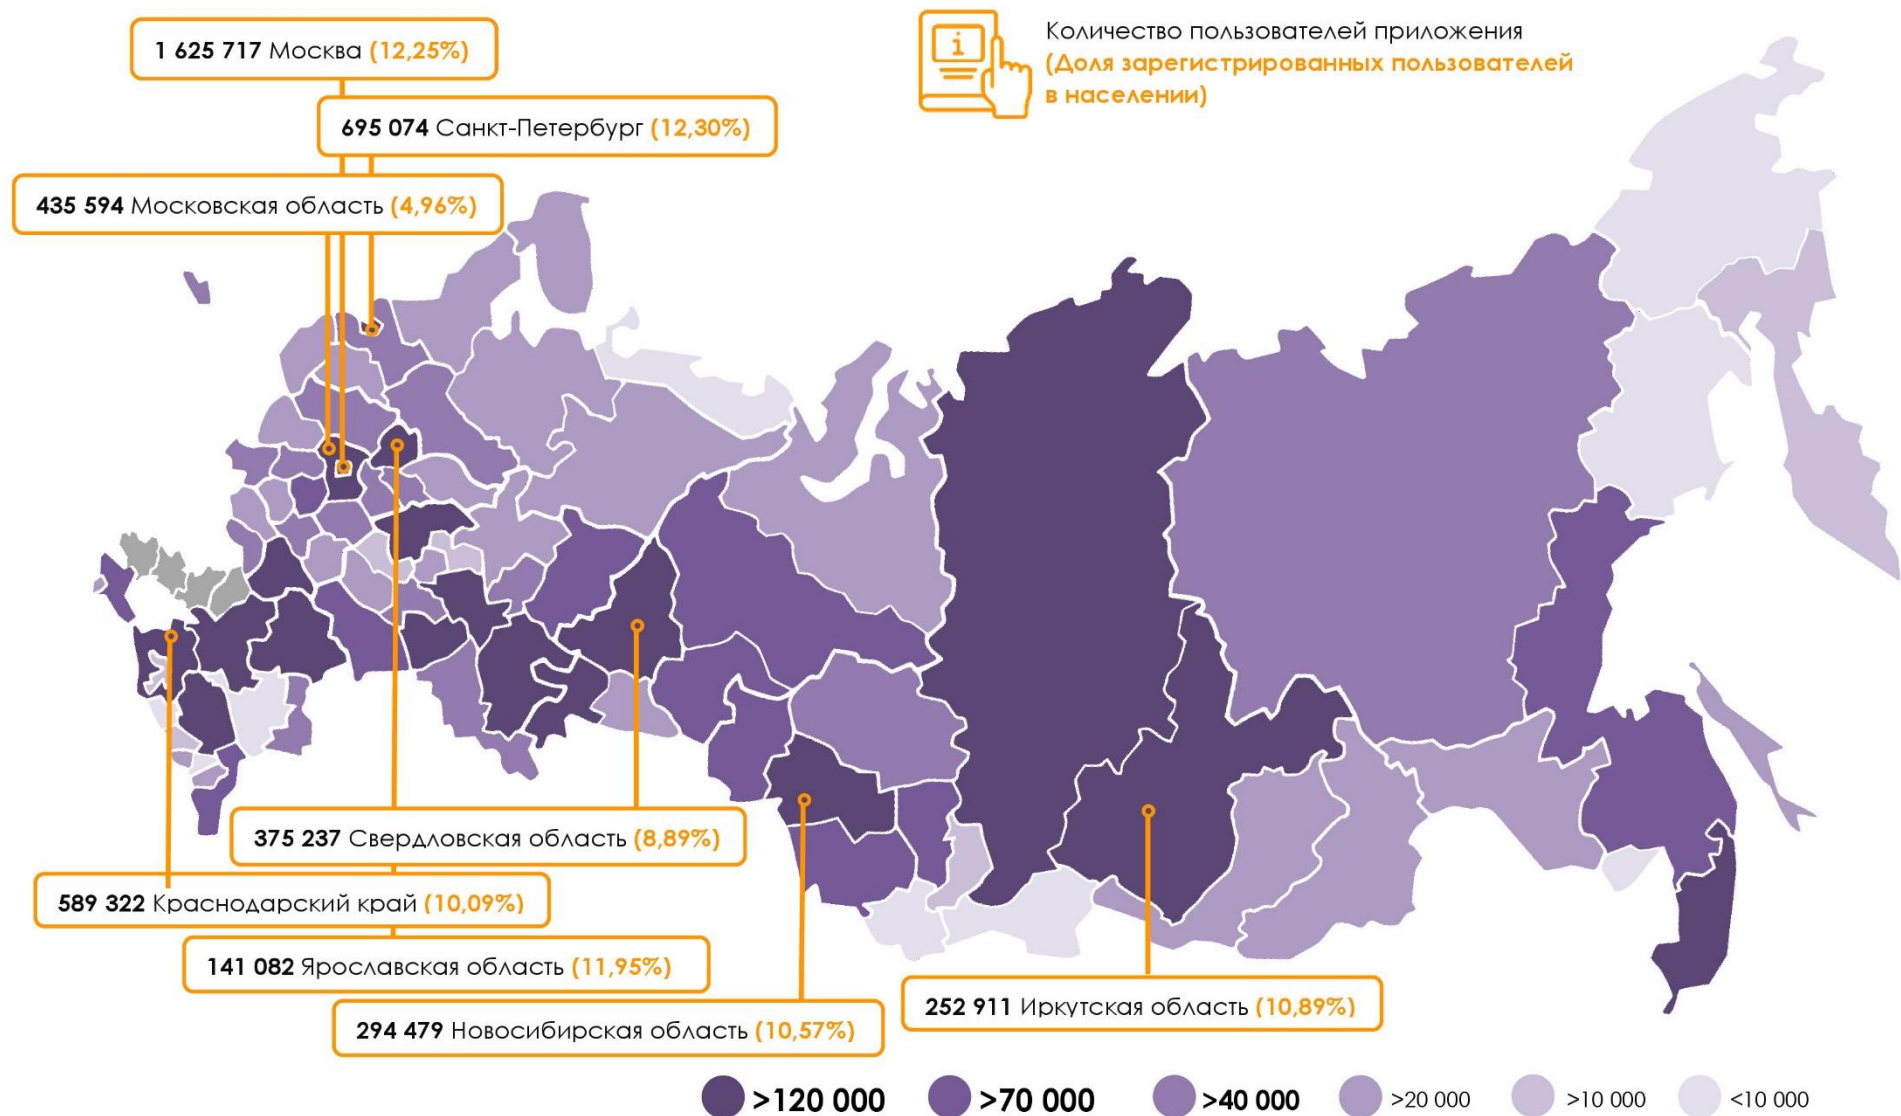 1 625 717 Москва (12,25%)
Количество пользователей приложения
(Доля зарегистрированных пользователей
в населении)
695 074 Санкт-Петербург (12,30%)
435 594 Московская область (4,96%)
375 237 Свердловская область (8,89%)
589 322 Краснодарский край (10,09%)
141 082 Ярославская область (11,95%)
252 911 Иркутская область (10,89%)
294 479 Новосибирская область (10,57%)
>120 000 >70 000 >40 000 >20 000 >10 000 <10 000